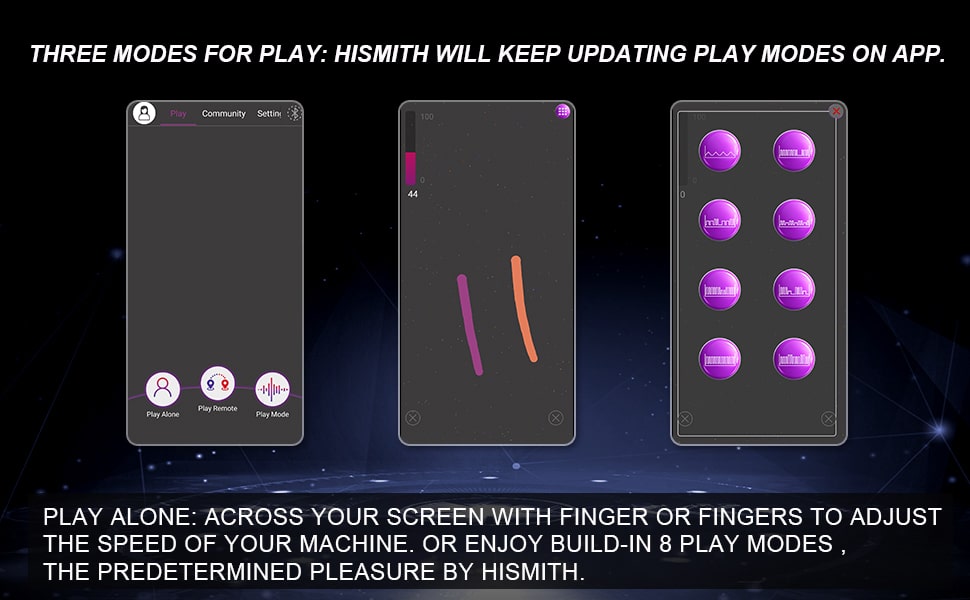 THREE MODES FOR PLAY: HISMITH WILL KEEP UPDATING PLAY MODES ON APP.
Play Community Settin
Play Alone Play Remote Play Mode
100
0
44
100
0
0
PLAY ALONE: ACROSS YOUR SCREEN WITH FINGER OR FINGERS TO ADJUST
THE SPEED OF YOUR MACHINE. OR ENJOY BUILD-IN 8 PLAY MODES ,
THE PREDETERMINED PLEASURE BY HISMITH.